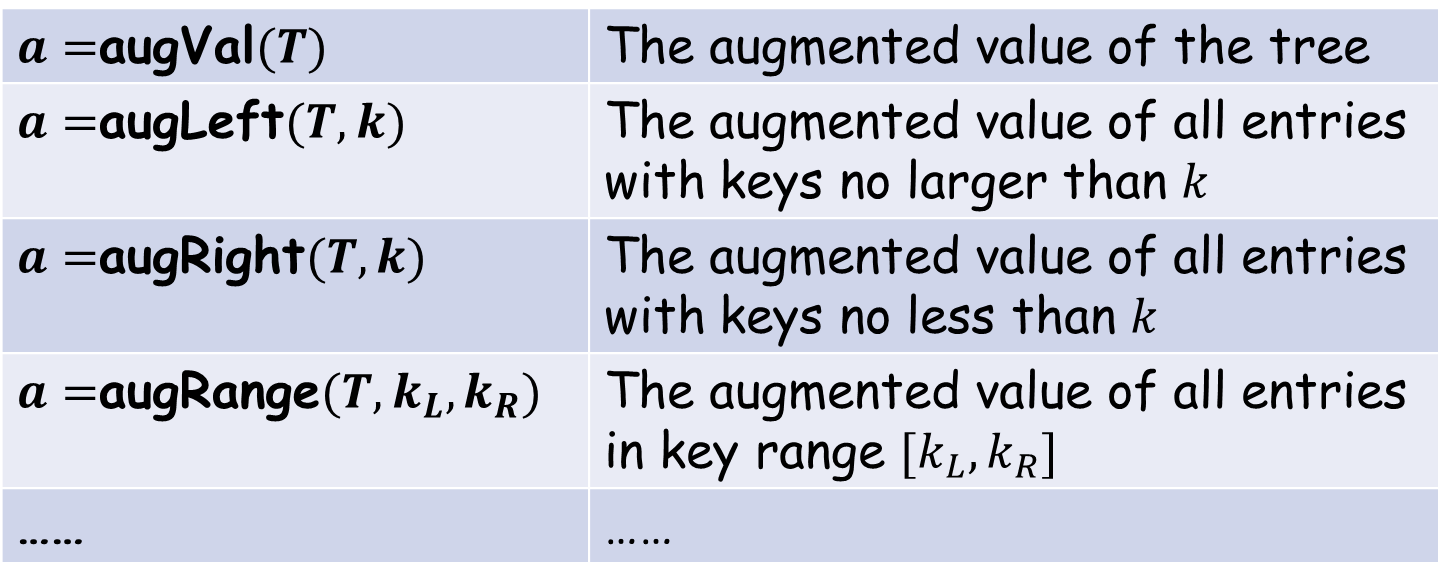 a =augVal(T)
The augmented value of the tree
a =augLeft(T, k)
The augmented value of all entries
with keys no larger than k
a =augRight(T, k)
The augmented value of all entries
with keys no less than k
a =augRange(T, k_L, k_R)
The augmented value of all entries
in key range [k_L, k_R]
……
……